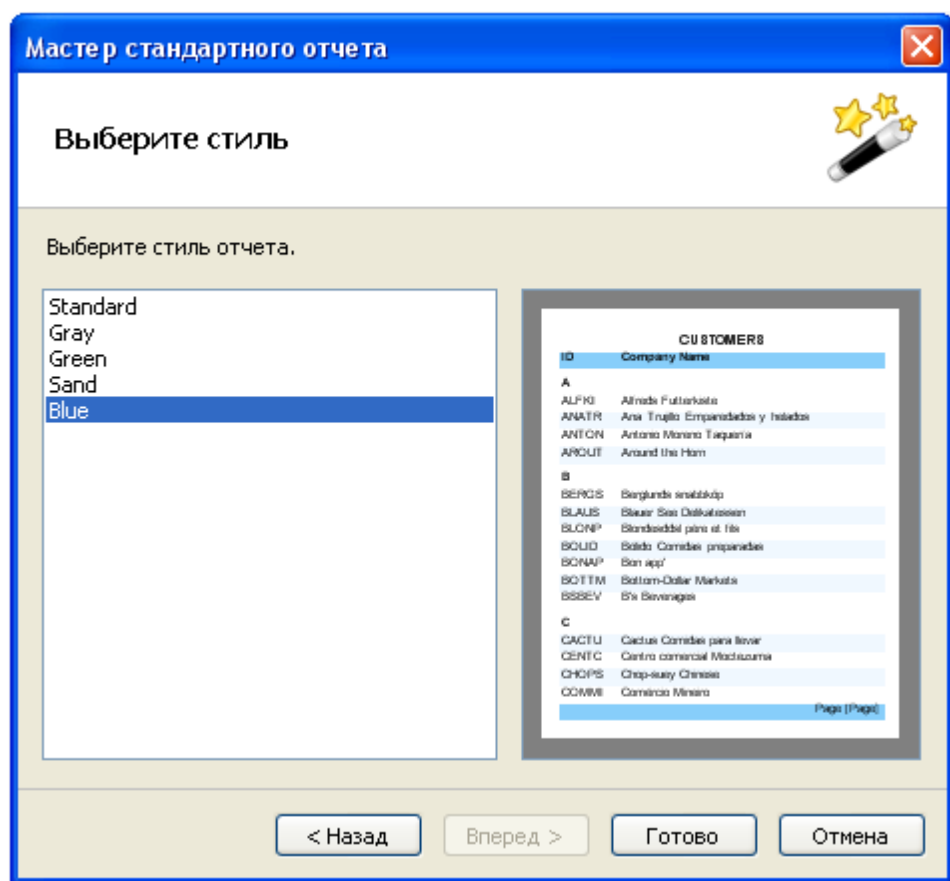 Мастер стандартного отчета
Выберите стиль
Выберите стиль отчета.
Standard
Gray
Green
Sand
Blue
CUSTOMERS
ID Company Name
A
ALFKI Alfreds Futterkiste
ANATR Ana Trujillo Emparedados y helados
ANTON Antonio Moreno Taquería
AROUT Around the Horn
B
BERGS Berglunds snabbköp
BLAUS Blauer See Delikatessen
BLONP Blondesddsl père et fils
BOLID Bólido Comidas preparadas
BONAP Bon app'
BOTTM Bottom-Dollar Markets
BSBEV B's Beverages
C
CACTU Cactus Comidas para llevar
CENTC Centro comercial Moctezuma
CHOPS Chop-suey Chinese
COMMI Comércio Mineiro
Page [Page]
< Назад Вперед > Готово Отмена